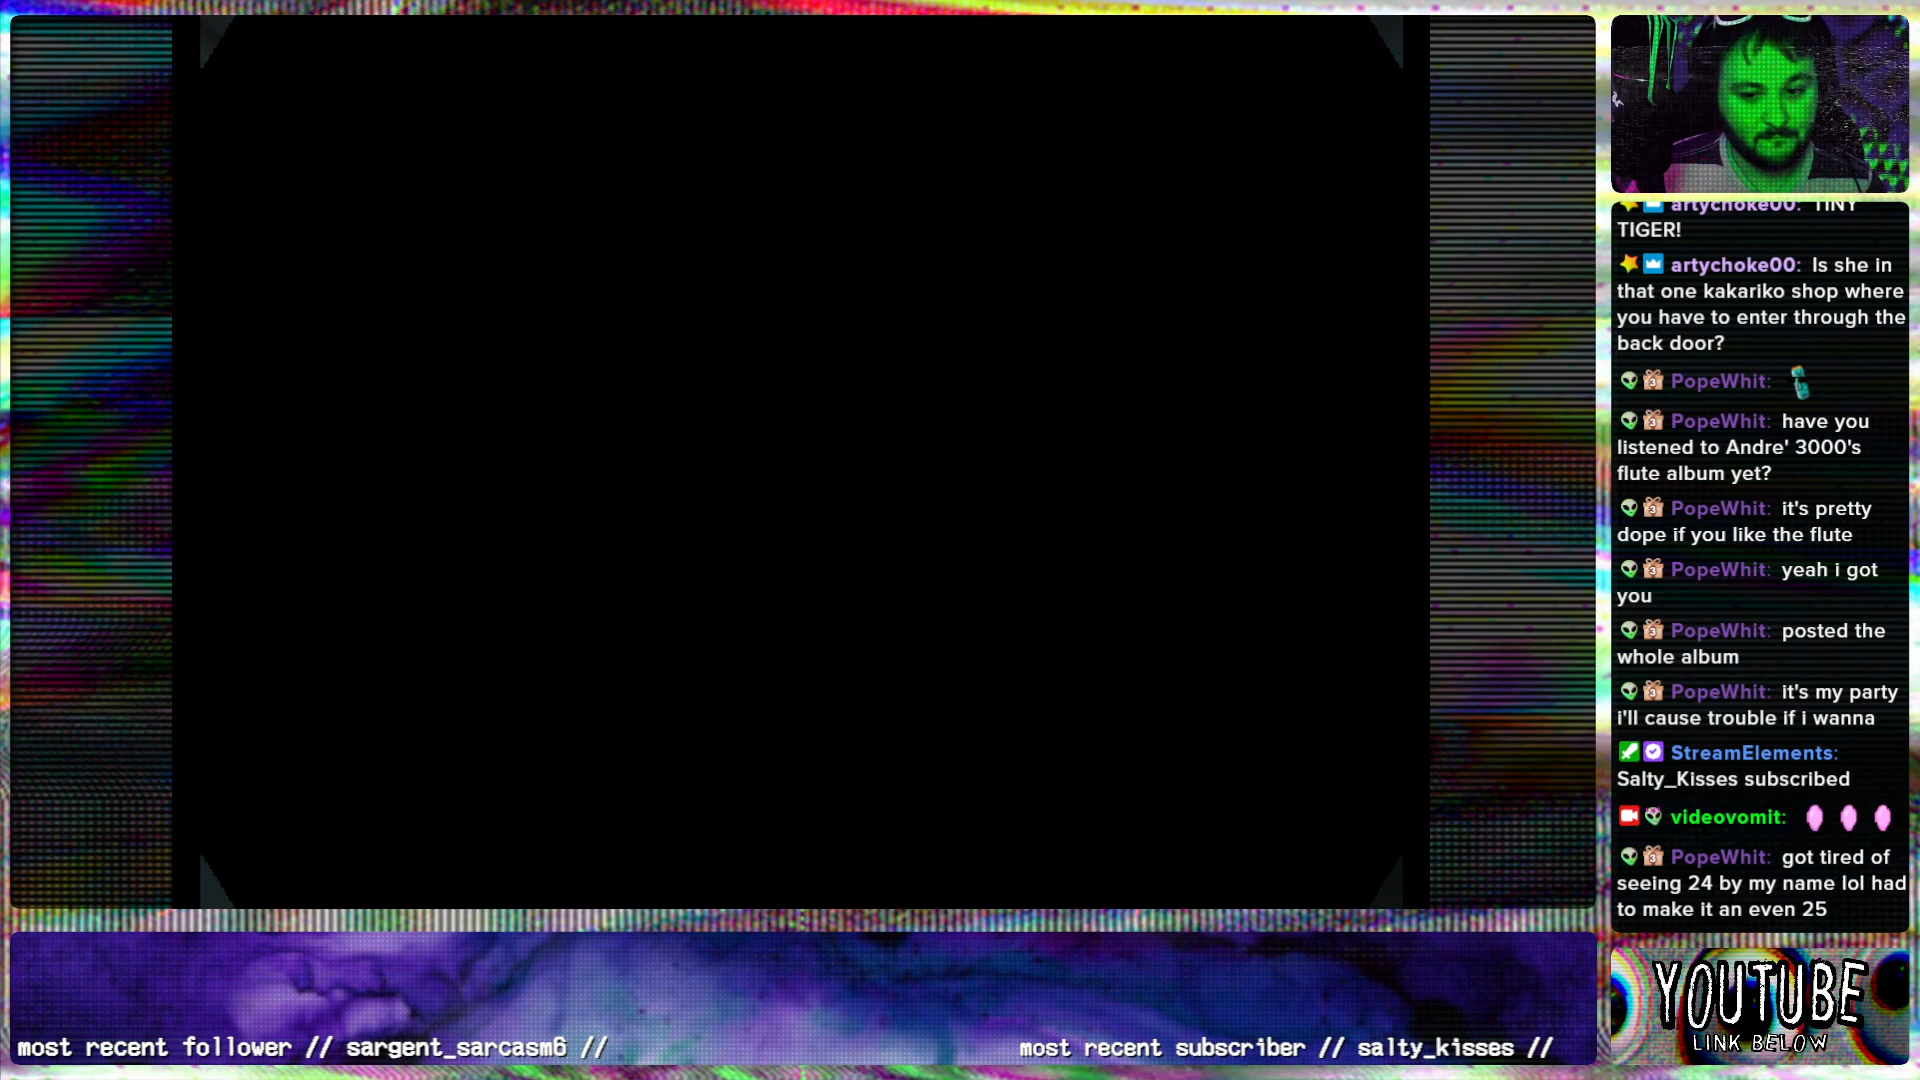 artychoke00: TINY
TIGER!
artychoke00: Is she in
that one kakariko shop where
you have to enter through the
back door?
PopeWhit:
PopeWhit: have you
listened to Andre' 3000's
flute album yet?
PopeWhit: it's pretty
dope if you like the flute
PopeWhit: yeah i got
you
PopeWhit: posted the
whole album
PopeWhit: it's my party
i'll cause trouble if i wanna
StreamElements:
Salty_Kisses subscribed
videovomit:
PopeWhit: got tired of
seeing 24 by my name lol had
to make it an even 25
YOUTUBE
LINK BELOW
most recent follower // sargent_sarcasm6 //
most recent subscriber // salty_kisses //